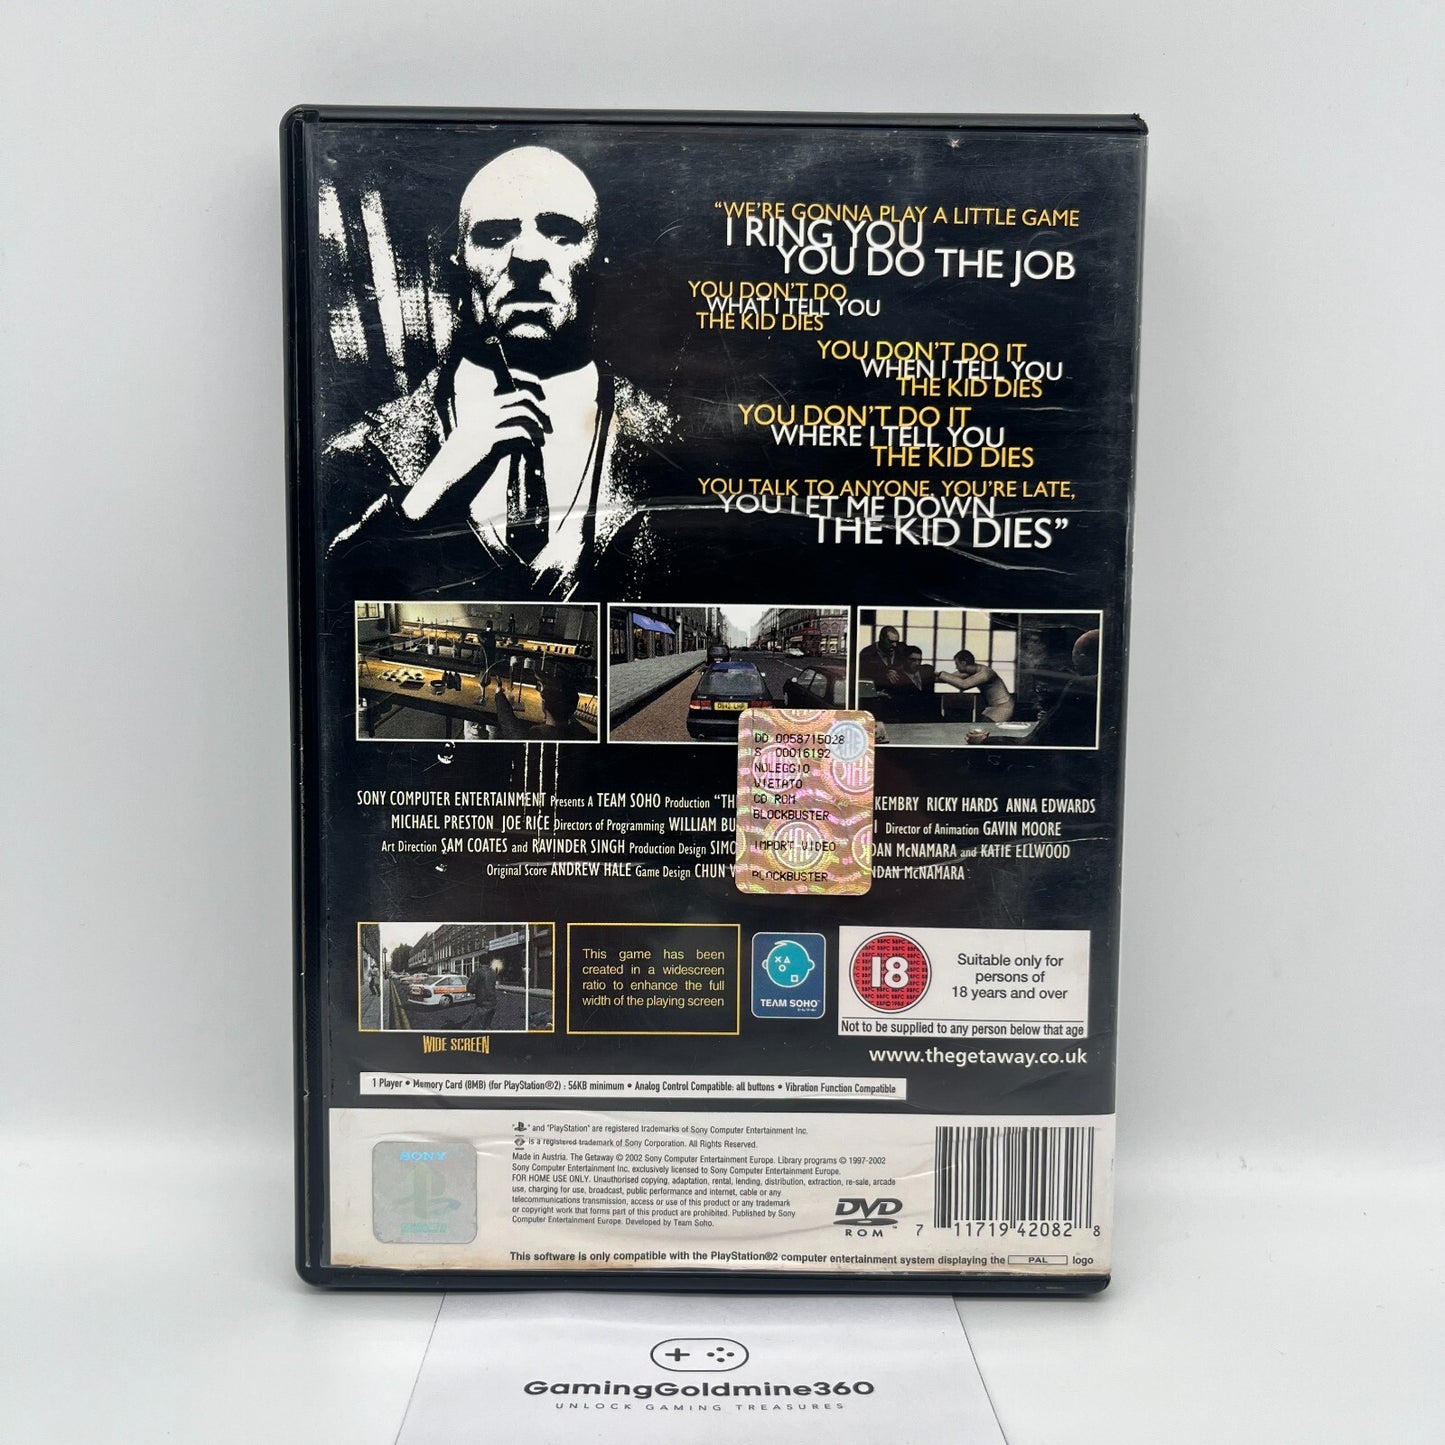 “WE'RE GONNA PLAY A LITTLE GAME
I RING YOU
YOU DO THE JOB
YOU DON'T DO
WHAT I TELL YOU
THE KID DIES
YOU DON'T DO IT
WHEN I TELL YOU
THE KID DIES
YOU DON'T DO IT
WHERE I TELL YOU
THE KID DIES
YOU TALK TO ANYONE, YOU'RE LATE,
YOU LET ME DOWN
THE KID DIES”
DD 0058715028
S 00016192
NOLEGGIO
VIETATO
CD ROM
BLOCKBUSTER
IMPORT VIDEO
BLOCKBUSTER
SONY COMPUTER ENTERTAINMENT Presents A TEAM SOHO Production “TH KEMBRY RICKY HARDS ANNA EDWARDS
MICHAEL PRESTON JOE RICE Directors of Programming WILLIAM BU I Director of Animation GAVIN MOORE
Art Direction SAM COATES and RAVINDER SINGH Production Design SIMO DAN McNAMARA and KATIE ELLWOOD
Original Score ANDREW HALE Game Design CHUN NDAN McNAMARA
WIDE SCREEN
This game has been
created in a widescreen
ratio to enhance the full
width of the playing screen
TEAM SOHO
18
Suitable only for
persons of
18 years and over
Not to be supplied to any person below that age
www.thegetaway.co.uk
1 Player • Memory Card (8MB) (for PlayStation®2) : 56KB minimum • Analog Control Compatible: all buttons • Vibration Function Compatible
SONY
" " and "PlayStation" are registered trademarks of Sony Computer Entertainment Inc.
is a registered trademark of Sony Corporation. All Rights Reserved.
Made in Austria. The Getaway © 2002 Sony Computer Entertainment Europe. Library programs © 1997-2002
Sony Computer Entertainment Inc. exclusively licensed to Sony Computer Entertainment Europe.
FOR HOME USE ONLY. Unauthorised copying, adaptation, rental, lending, distribution, extraction, re-sale, arcade
use, charging for use, broadcast, public performance and internet, cable or any
telecommunications transmission, access or use of this product or any trademark
or copyright work that forms part of this product are prohibited. Published by Sony
Computer Entertainment Europe. Developed by Team Soho.
DVD
ROM™
7 11719 42082 8
This software is only compatible with the PlayStation®2 computer entertainment system displaying the PAL logo
GamingGoldmine360
UNLOCK GAMING TREASURES